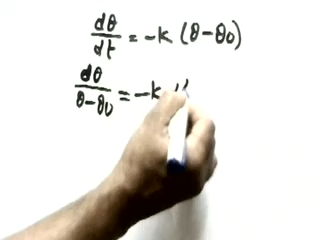 dθ/dt = -k (θ-θ0)
dθ/θ-θ0 = -k